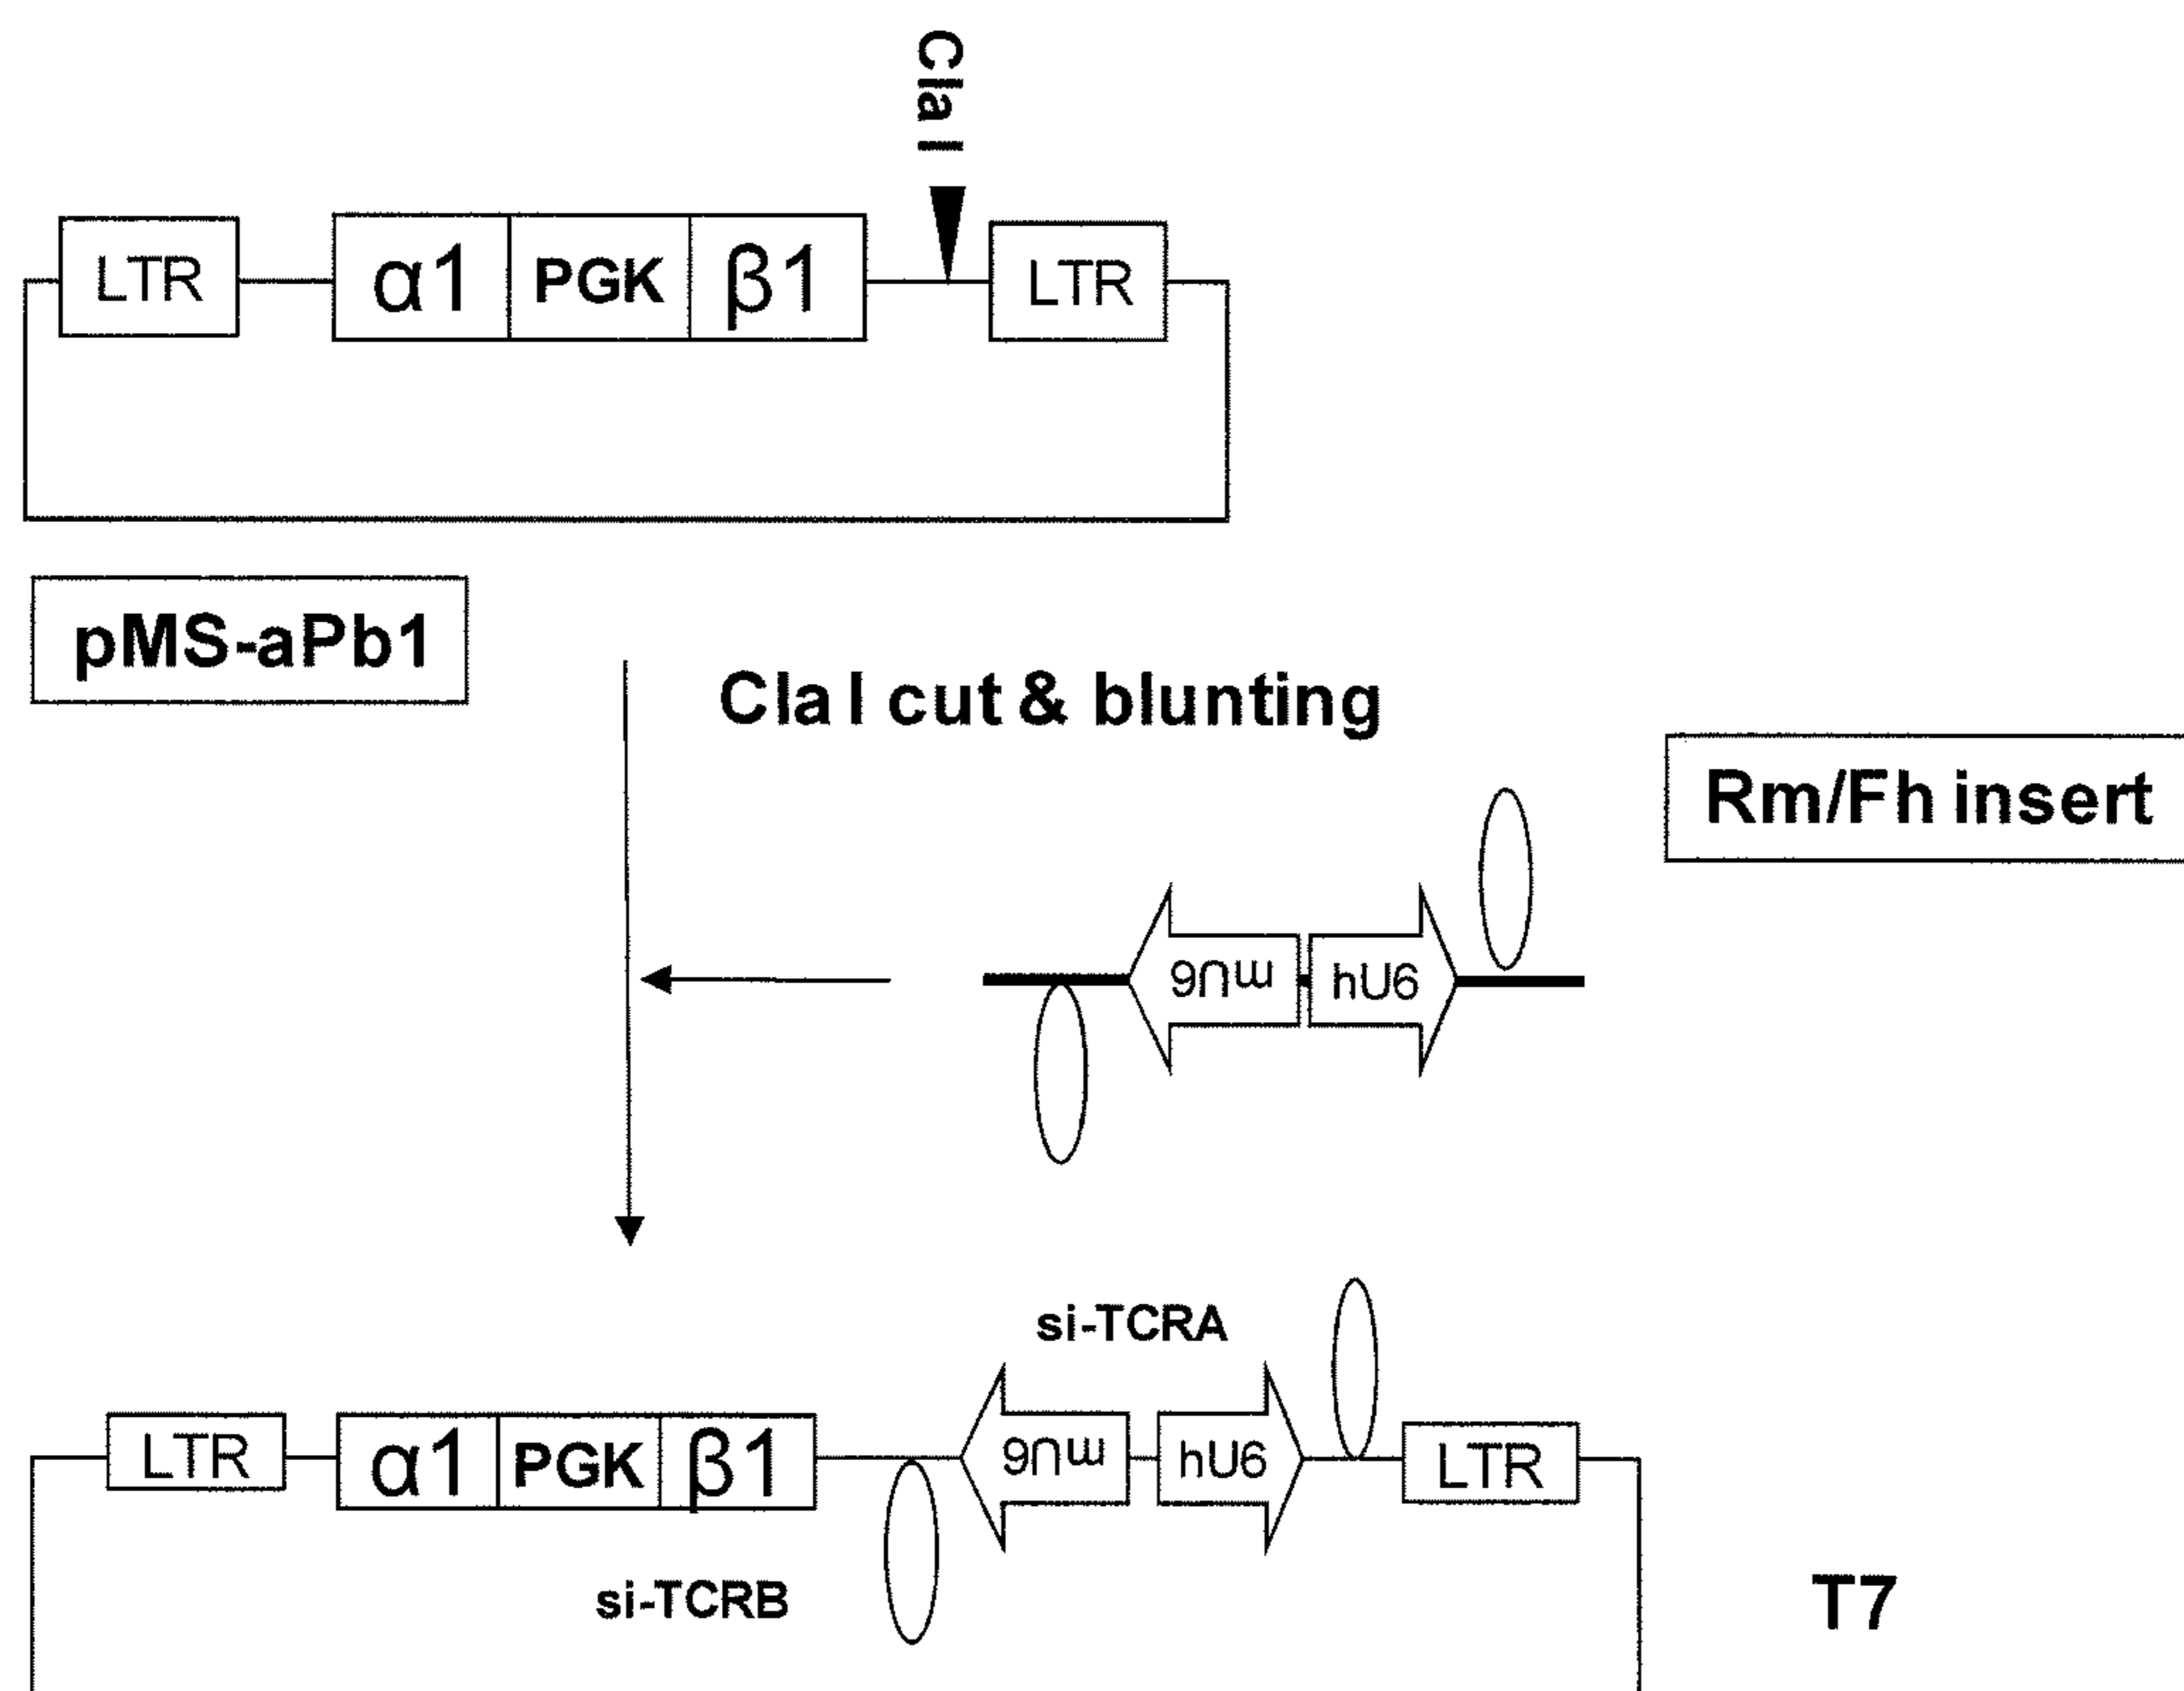 Cla I
LTR
α1
PGK
β1
LTR
pMS-aPb1
Cla I cut & blunting
Rm/Fh insert
mU6
hU6
si-TCRA
LTR
α1
PGK
β1
mU6
hU6
LTR
si-TCRB
T7